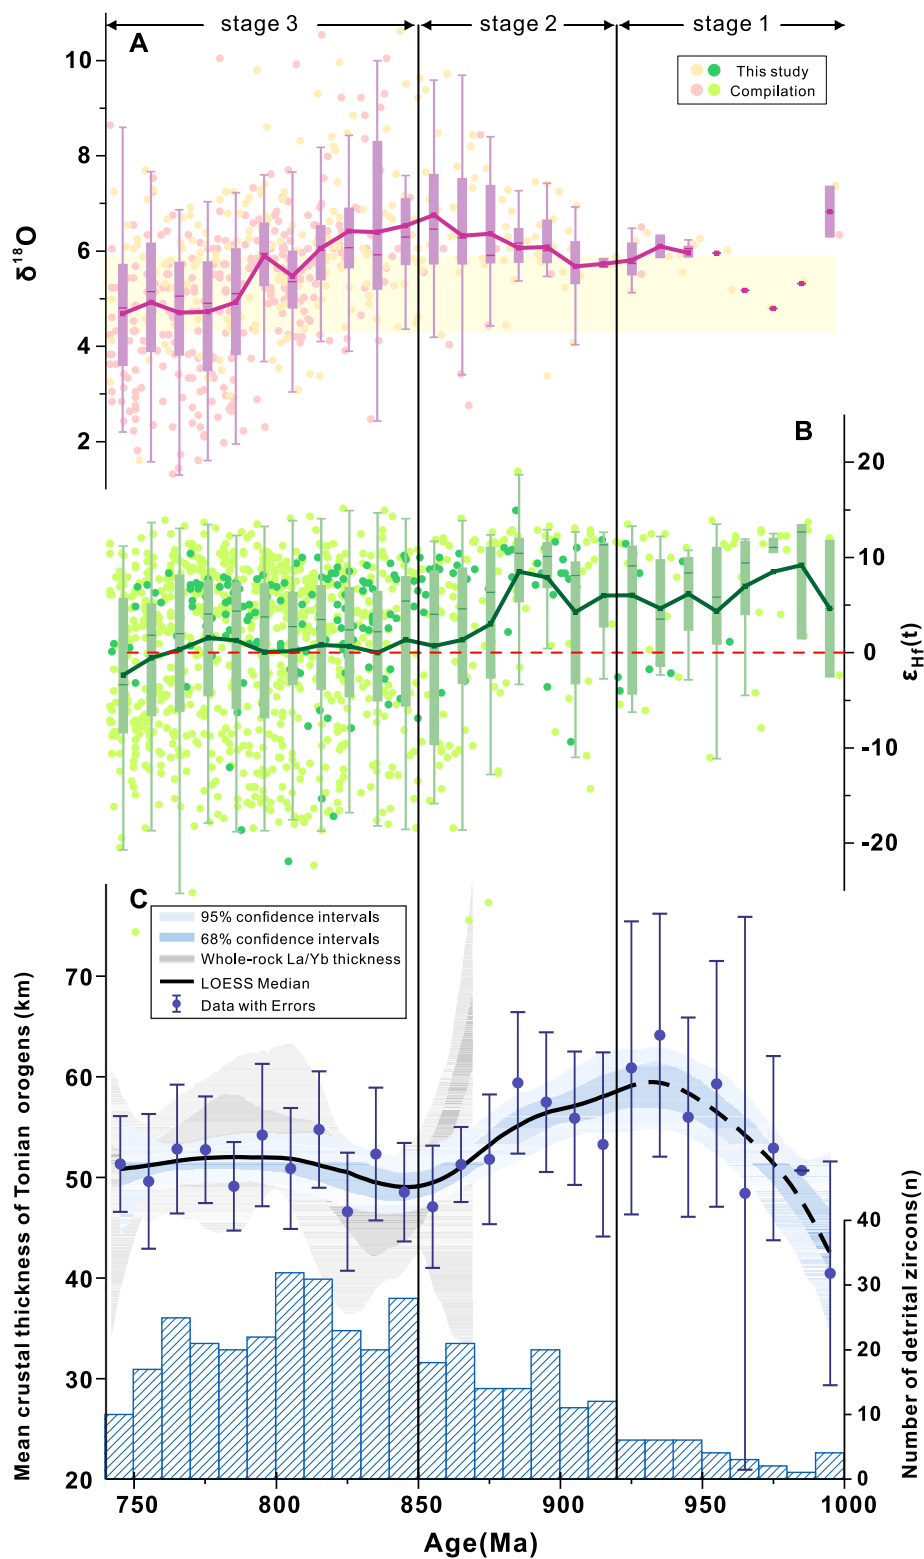 stage 3
stage 2
stage 1
A
This study
Compilation
10
8
6
4
2
δ¹⁸O
B
20
10
0
-10
-20
εHf(t)
C
95% confidence intervals
68% confidence intervals
Whole-rock La/Yb thickness
LOESS Median
Data with Errors
70
60
50
40
30
20
Mean crustal thickness of Tonian orogens (km)
40
30
20
10
0
Number of detrital zircons(n)
750
800
850
900
950
1000
Age(Ma)